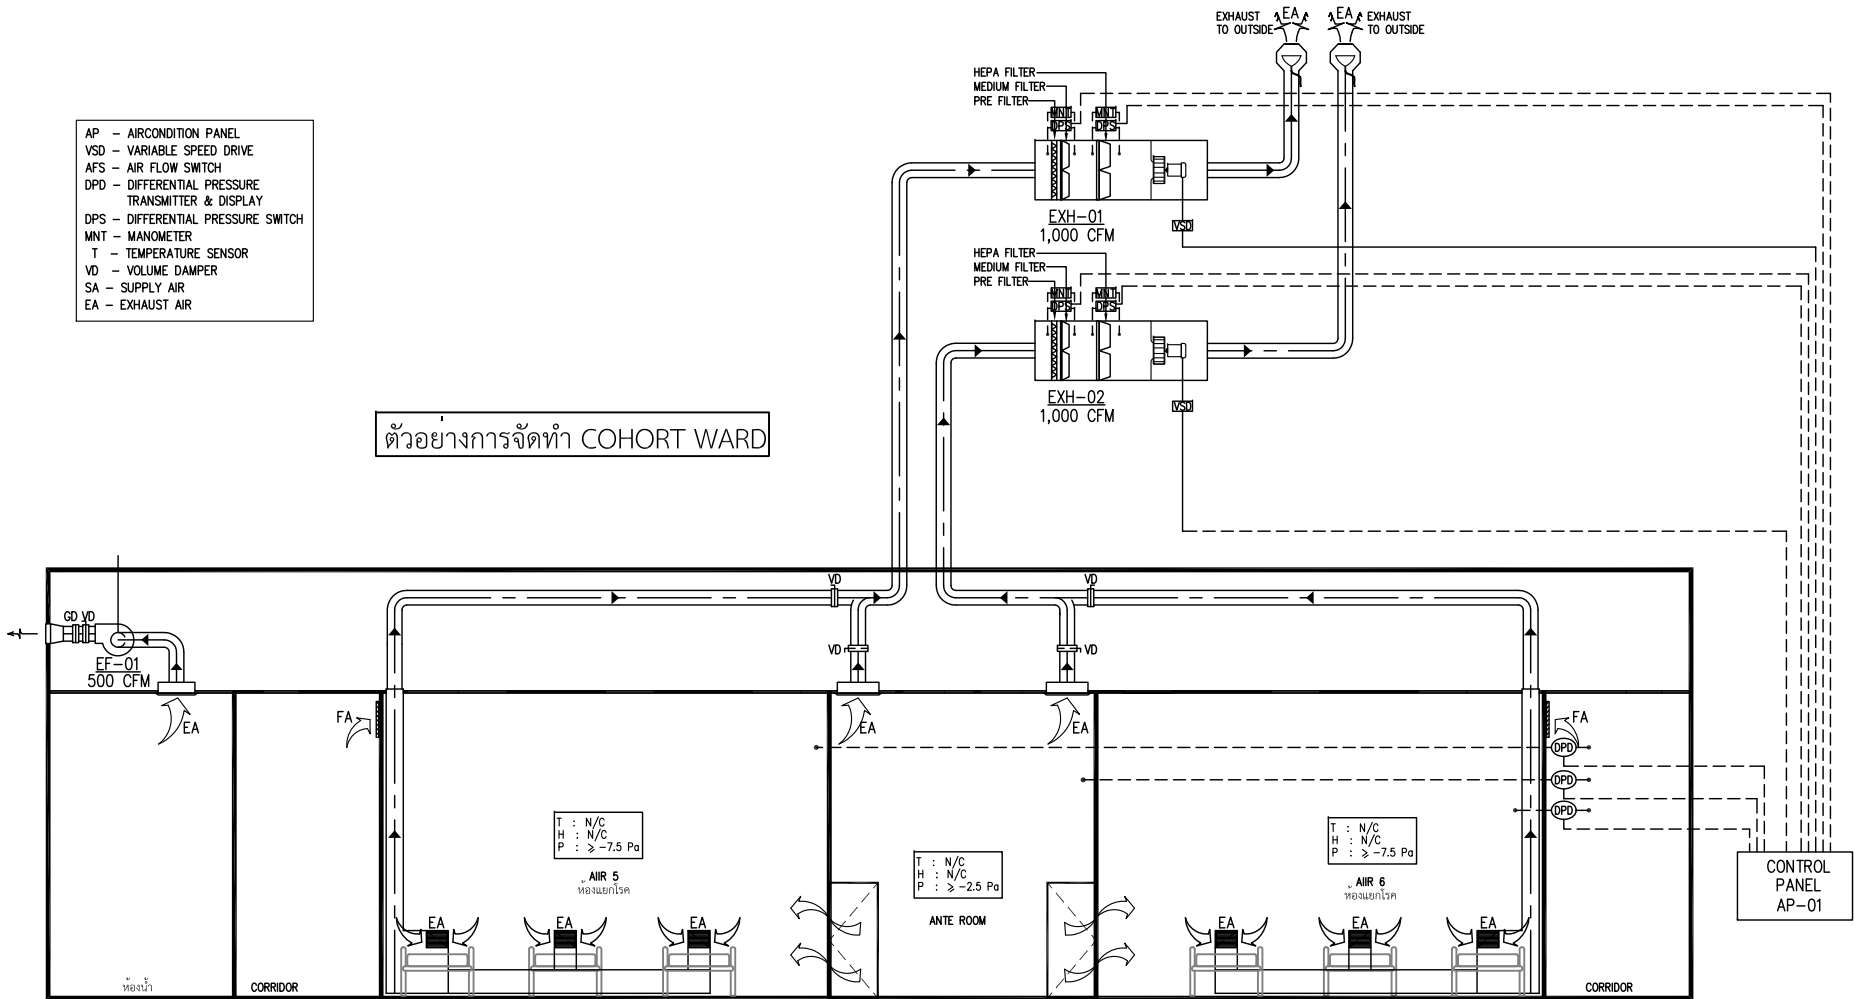 EXHAUST
TO OUTSIDE
EA
EA
EXHAUST
TO OUTSIDE
AP – AIRCONDITION PANEL
VSD – VARIABLE SPEED DRIVE
AFS – AIR FLOW SWITCH
DPD – DIFFERENTIAL PRESSURE
TRANSMITTER & DISPLAY
DPS – DIFFERENTIAL PRESSURE SWITCH
MNT – MANOMETER
T – TEMPERATURE SENSOR
VD – VOLUME DAMPER
SA – SUPPLY AIR
EA – EXHAUST AIR
HEPA FILTER
MEDIUM FILTER
PRE FILTER
MNT
MNT
DPS
DPS
EXH-01
1,000 CFM
VSD
HEPA FILTER
MEDIUM FILTER
PRE FILTER
MNT
MNT
DPS
DPS
EXH-02
1,000 CFM
VSD
ตัวอย่างการจัดทำ COHORT WARD
VD
VD
GD VD
VD
VD
EF-01
500 CFM
EA
FA
EA
EA
FA
DPD
DPD
DPD
T : N/C
H : N/C
P : ⩾ -7.5 Pa
AIIR 5
ห้องแยกโรค
T : N/C
H : N/C
P : ⩾ -2.5 Pa
ANTE ROOM
T : N/C
H : N/C
P : ⩾ -7.5 Pa
AIIR 6
ห้องแยกโรค
CONTROL
PANEL
AP-01
EA
EA
EA
EA
EA
EA
ห้องน้ำ
CORRIDOR
CORRIDOR